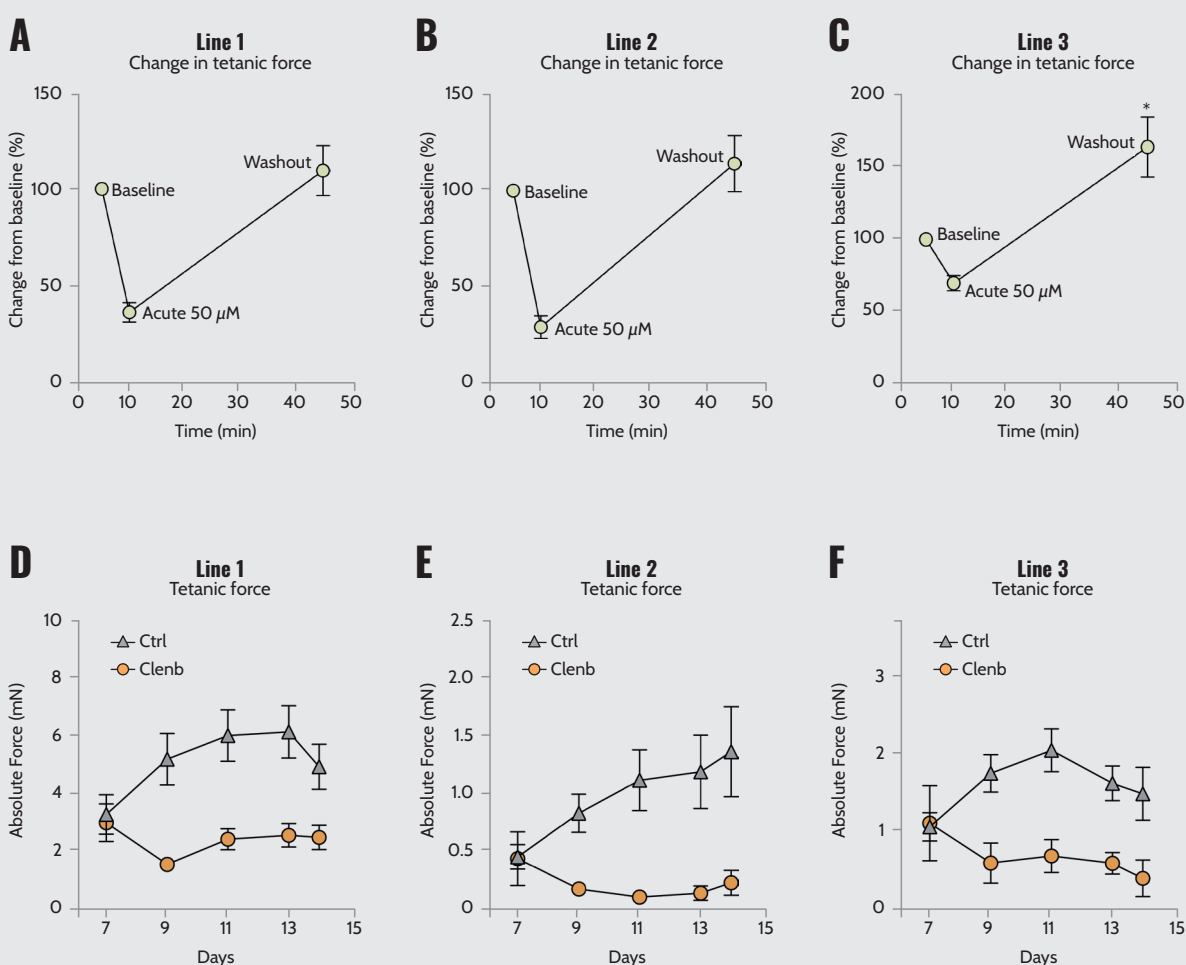 A
Line 1
Change in tetanic force
Change from baseline (%)
150
100
50
0
Baseline
Acute 50 μM
Washout
0 10 20 30 40 50
Time (min)
B
Line 2
Change in tetanic force
Change from baseline (%)
150
100
50
0
Baseline
Acute 50 μM
Washout
0 10 20 30 40 50
Time (min)
C
Line 3
Change in tetanic force
Change from baseline (%)
200
150
100
50
0
Baseline
Acute 50 μM
Washout
*
0 10 20 30 40 50
Time (min)
D
Line 1
Tetanic force
Absolute Force (mN)
10
8
6
4
2
0
Ctrl
Clenb
7 9 11 13 15
Days
E
Line 2
Tetanic force
Absolute Force (mN)
2.5
2.0
1.5
1.0
0.5
0
Ctrl
Clenb
7 9 11 13 15
Days
F
Line 3
Tetanic force
Absolute Force (mN)
3
2
1
0
Ctrl
Clenb
7 9 11 13 15
Days